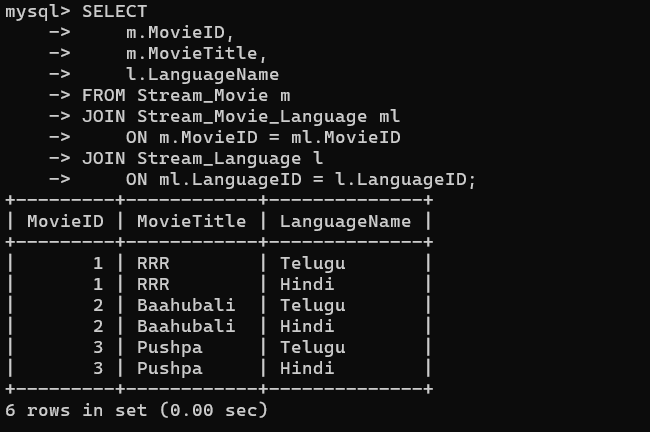 mysql> SELECT
    ->     m.MovieID,
    ->     m.MovieTitle,
    ->     l.LanguageName
    -> FROM Stream_Movie m
    -> JOIN Stream_Movie_Language ml
    ->     ON m.MovieID = ml.MovieID
    -> JOIN Stream_Language l
    ->     ON ml.LanguageID = l.LanguageID;
+---------+------------+--------------+
| MovieID | MovieTitle | LanguageName |
+---------+------------+--------------+
|       1 | RRR        | Telugu       |
|       1 | RRR        | Hindi        |
|       2 | Baahubali  | Telugu       |
|       2 | Baahubali  | Hindi        |
|       3 | Pushpa     | Telugu       |
|       3 | Pushpa     | Hindi        |
+---------+------------+--------------+
6 rows in set (0.00 sec)